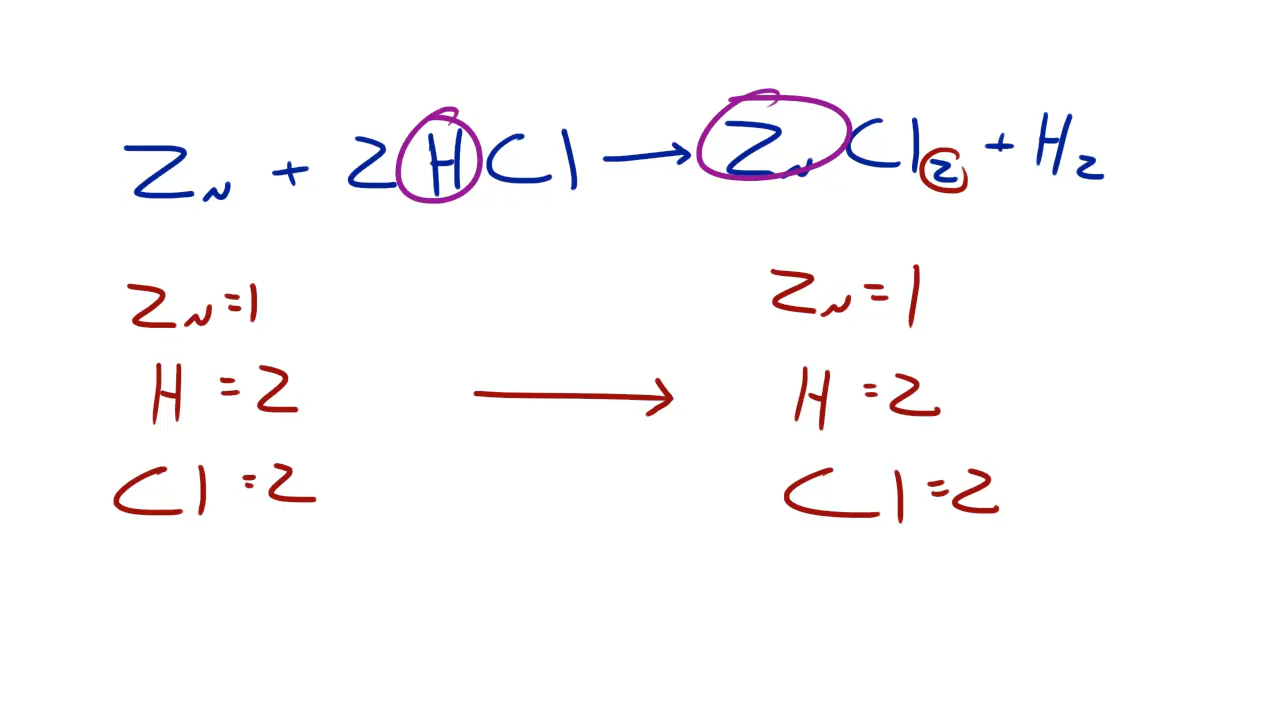 Zn + 2HCl → ZnCl₂ + H₂
Zn=1
H=2
Cl=2
→
Zn=1
H=2
Cl=2